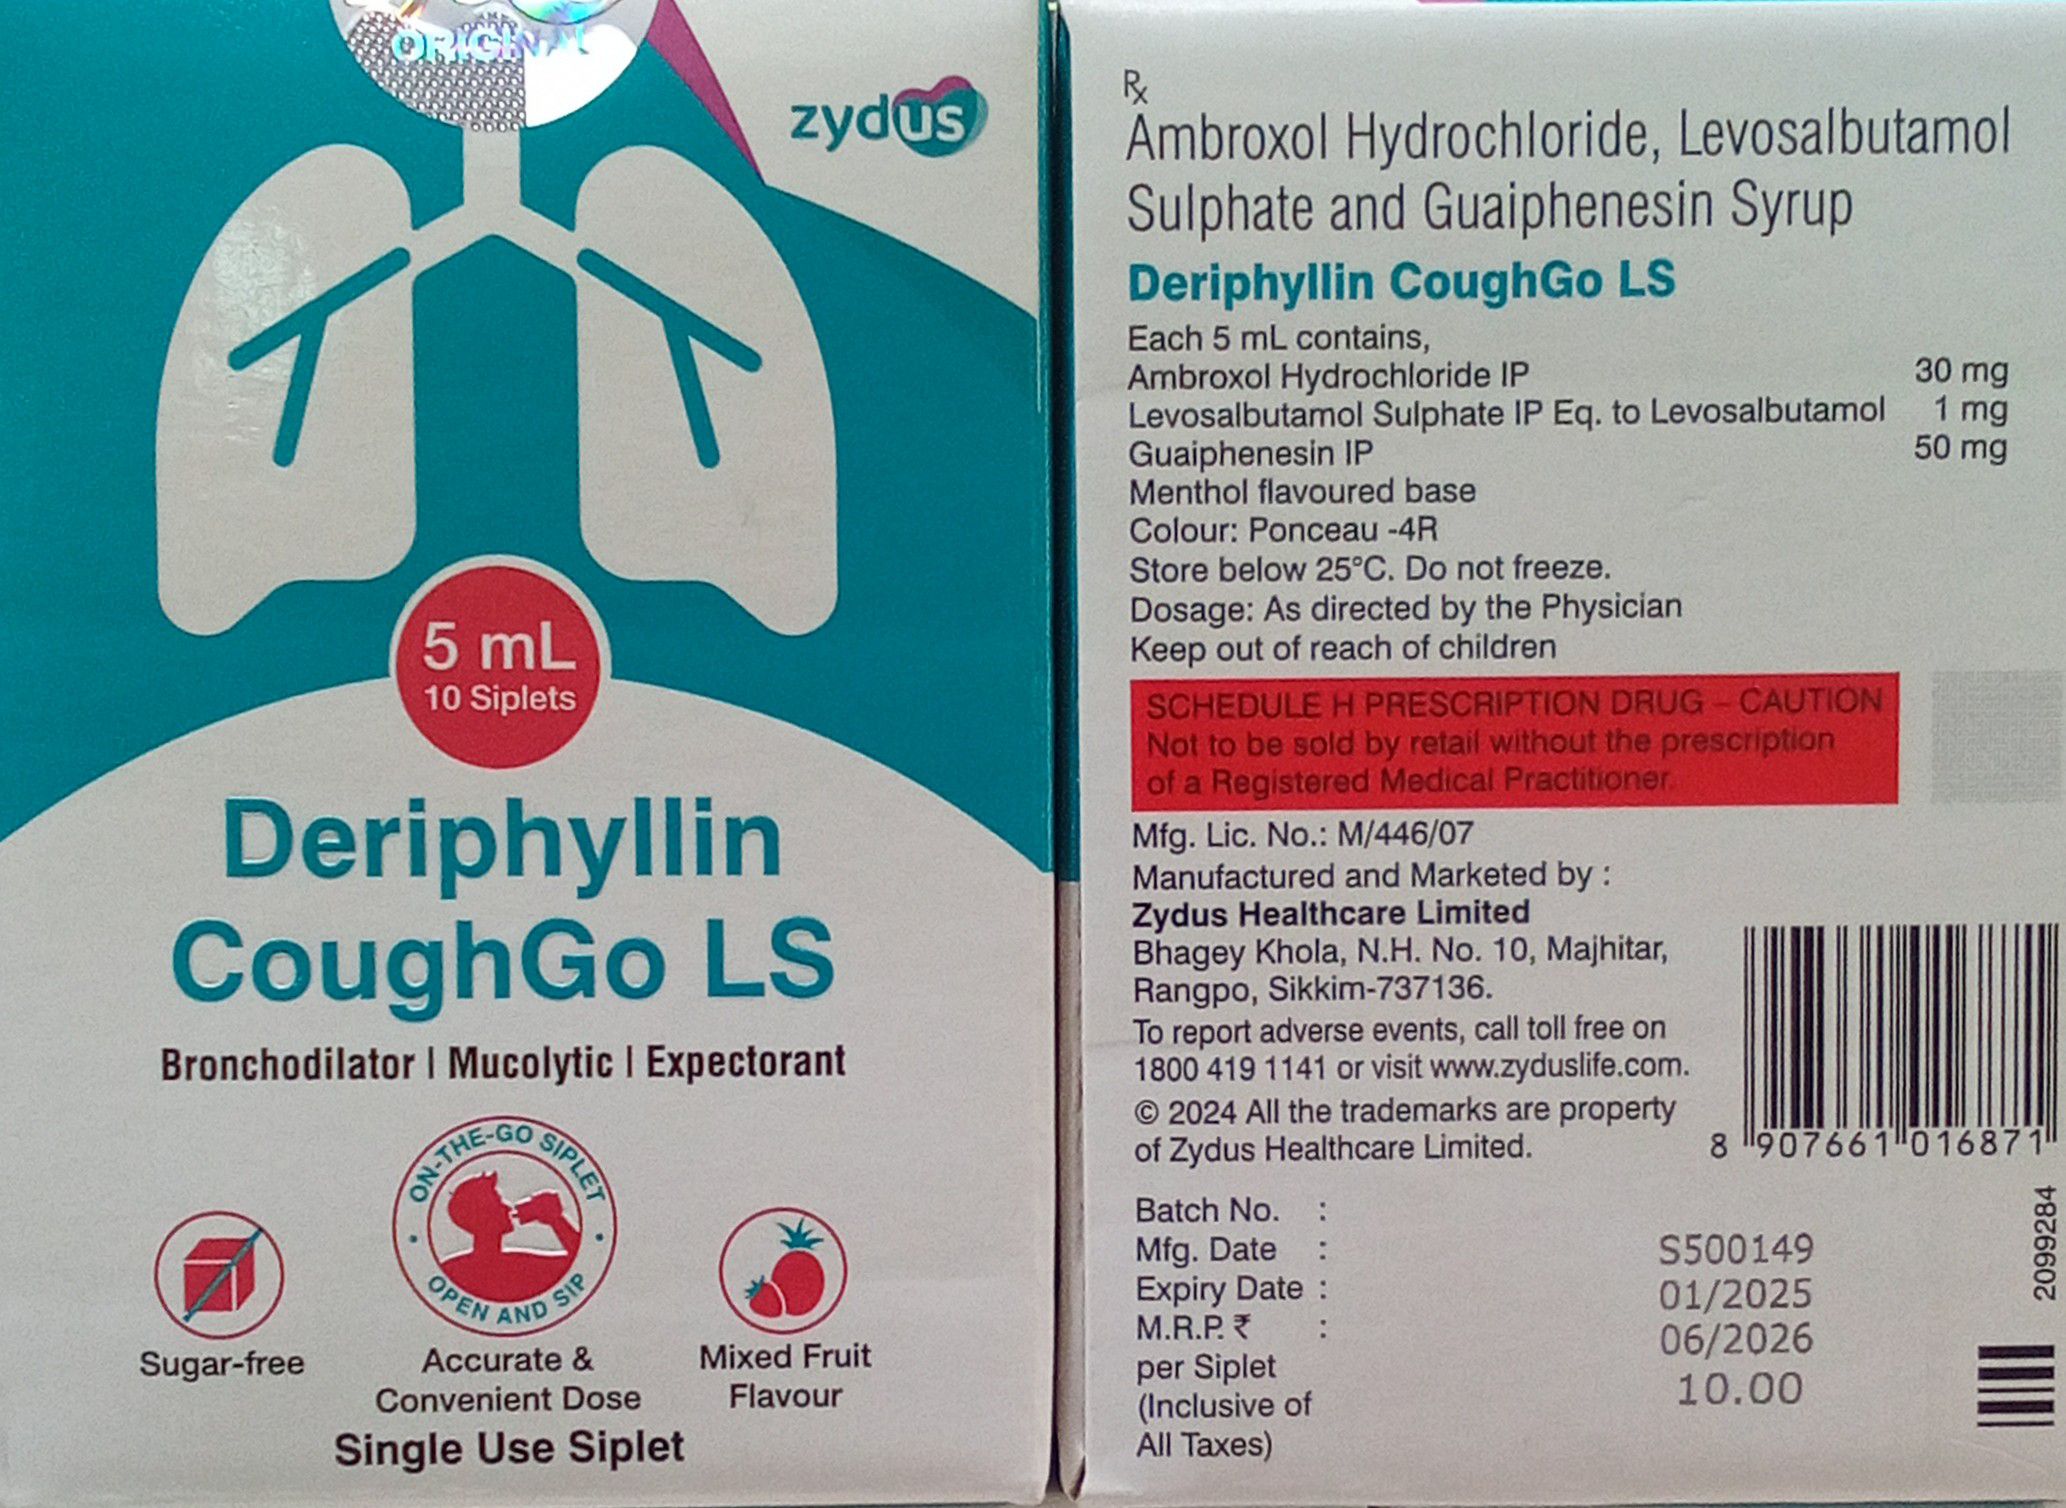 ORIGINAL
zydus
5 mL
10 Siplets
Deriphyllin
CoughGo LS
Bronchodilator | Mucolytic | Expectorant
ON-THE-GO SIPLET
OPEN AND SIP
Sugar-free
Accurate &
Convenient Dose
Mixed Fruit
Flavour
Single Use Siplet
Rx
Ambroxol Hydrochloride, Levosalbutamol
Sulphate and Guaiphenesin Syrup
Deriphyllin CoughGo LS
Each 5 mL contains,
Ambroxol Hydrochloride IP 30 mg
Levosalbutamol Sulphate IP Eq. to Levosalbutamol 1 mg
Guaiphenesin IP 50 mg
Menthol flavoured base
Colour: Ponceau -4R
Store below 25°C. Do not freeze.
Dosage: As directed by the Physician
Keep out of reach of children
SCHEDULE H PRESCRIPTION DRUG – CAUTION
Not to be sold by retail without the prescription
of a Registered Medical Practitioner.
Mfg. Lic. No.: M/446/07
Manufactured and Marketed by :
Zydus Healthcare Limited
Bhagey Khola, N.H. No. 10, Majhitar,
Rangpo, Sikkim-737136.
To report adverse events, call toll free on
1800 419 1141 or visit www.zyduslife.com.
© 2024 All the trademarks are property
of Zydus Healthcare Limited.
8 907661 016871
Batch No. :
Mfg. Date :
Expiry Date :
M.R.P. ₹ :
per Siplet
(Inclusive of
All Taxes)
S500149
01/2025
06/2026
10.00
2099284